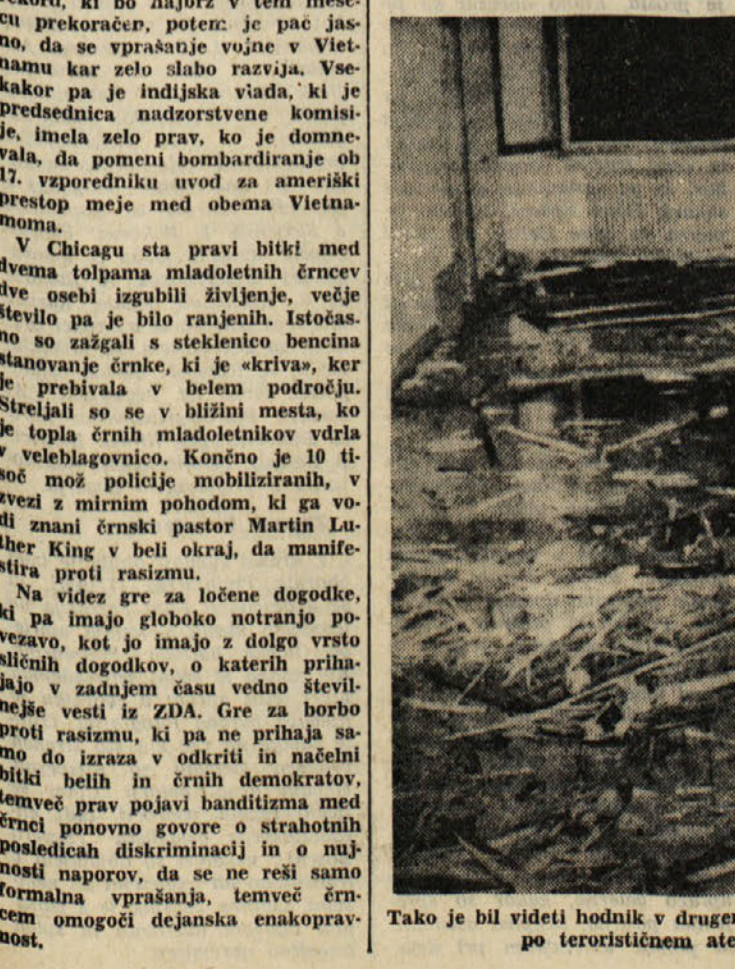 rekord, ki bo najbrž v tem mese-
cu prekoračen, potem je pač jas-
no, da se vprašanje vojne v Viet-
namu kar zelo slabo razvija. Vse-
kakor pa je indijska vlada, ki je
predsednica nadzorstvene komisi-
je, imela zelo prav, ko je domne-
vala, da pomeni bombardiranje ob
17. vzporedniku uvod za ameriški
prestop meje med obema Vietna-
moma.
V Chicagu sta pravi bitki med
dvema tolpama mladoletnih črncev
dve osebi izgubili življenje, večje
število pa je bilo ranjenih. Istočas-
no so zažgali s steklenico bencina
stanovanje črnke, ki je «kriva», ker
je prebivala v belem področju.
Streljali so se v bližini mesta, ko
je topla črnih mladoletnikov vdrla
v veleblagovnico. Končno je 10 ti-
soč mož policije mobiliziranih, v
zvezi z mirnim pohodom, ki ga vo-
di znani črnski pastor Martin Lu-
ther King v beli okraj, da manife-
stira proti rasizmu.
Na videz gre za ločene dogodke,
ki pa imajo globoko notranjo po-
vezavo, kot jo imajo z dolgo vrsto
sličnih dogodkov, o katerih priha-
jajo v zadnjem času vedno števil-
nejše vesti iz ZDA. Gre za borbo
proti rasizmu, ki pa ne prihaja sa-
mo do izraza v odkriti in načelni
bitki belih in črnih demokratov,
temveč prav pojavi banditizma med
črnci ponovno govore o strahotnih
posledicah diskriminacij in o nuj-
nosti naporov, da se ne reši samo
formalna vprašanja, temveč črn-
cem omogoči dejanska enakoprav-
nost.
Tako je bil videti hodnik v druge
po terorističnem ate